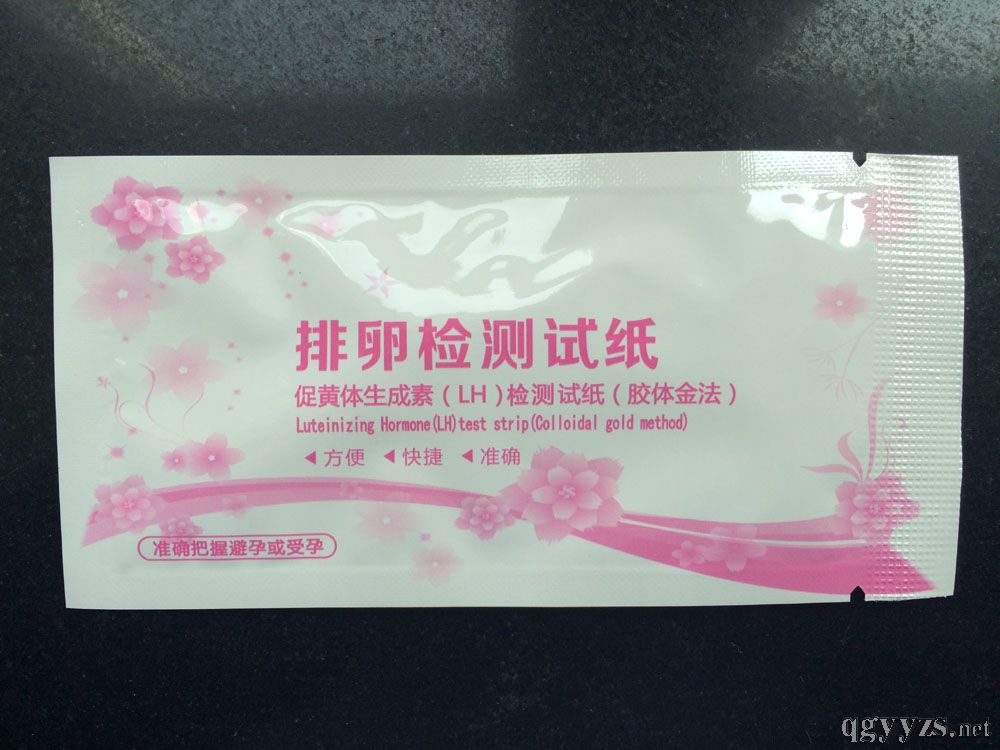 排卵检测试纸
促黄体生成素（LH）检测试纸（胶体金法）
Luteinizing Hormone(LH)test strip(Colloidal gold method)
◀方便 ◀快捷 ◀准确
准确把握避孕或受孕
qgyyzs.net